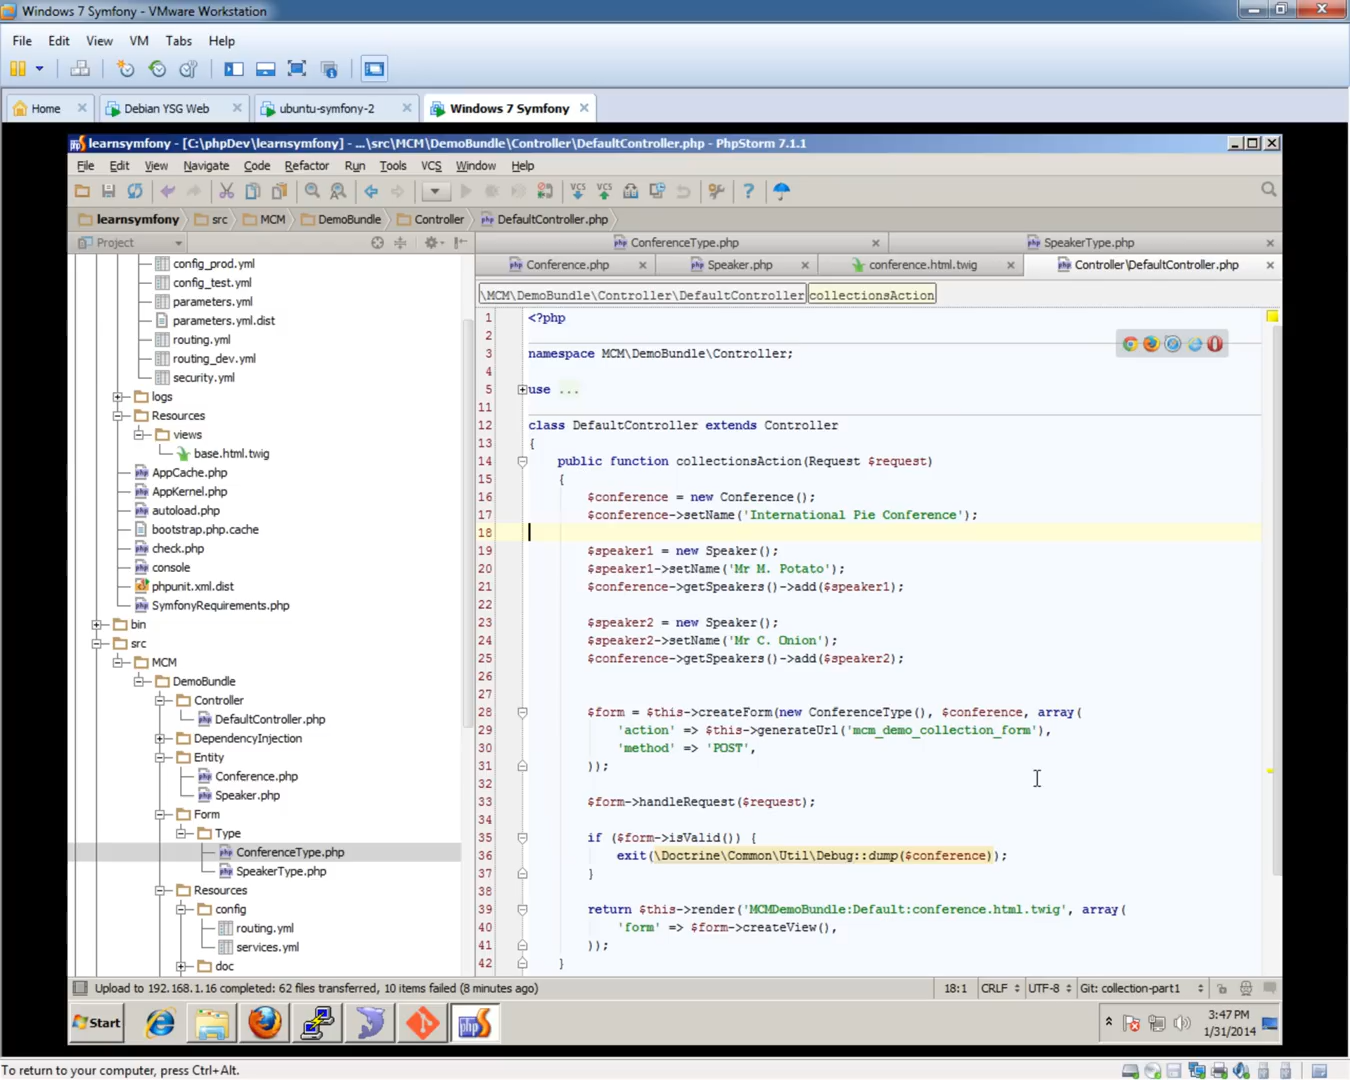 Windows 7 Symfony - VMware Workstation
File Edit View VM Tabs Help
Home Debian YSG Web ubuntu-symfony-2 Windows 7 Symfony
learnsymfony - [C:\phpDev\learnsymfony] - ...\src\MCM\DemoBundle\Controller\DefaultController.php - PhpStorm 7.1.1
File Edit View Navigate Code Refactor Run Tools VCS Window Help
learnsymfony src MCM DemoBundle Controller DefaultController.php
Project
ConferenceType.php SpeakerType.php
Conference.php Speaker.php conference.html.twig Controller\DefaultController.php
\MCM\DemoBundle\Controller\DefaultController collectionsAction
config_prod.yml
config_test.yml
parameters.yml
parameters.yml.dist
routing.yml
routing_dev.yml
security.yml
logs
Resources
views
base.html.twig
AppCache.php
AppKernel.php
autoload.php
bootstrap.php.cache
check.php
console
phpunit.xml.dist
SymfonyRequirements.php
bin
src
MCM
DemoBundle
Controller
DefaultController.php
DependencyInjection
Entity
Conference.php
Speaker.php
Form
Type
ConferenceType.php
SpeakerType.php
Resources
config
routing.yml
services.yml
doc
1 <?php
2
3 namespace MCM\DemoBundle\Controller;
4
5 use ...
11
12 class DefaultController extends Controller
13 {
14 public function collectionsAction(Request $request)
15 {
16 $conference = new Conference();
17 $conference->setName('International Pie Conference');
18
19 $speaker1 = new Speaker();
20 $speaker1->setName('Mr M. Potato');
21 $conference->getSpeakers()->add($speaker1);
22
23 $speaker2 = new Speaker();
24 $speaker2->setName('Mr C. Onion');
25 $conference->getSpeakers()->add($speaker2);
26
27
28 $form = $this->createForm(new ConferenceType(), $conference, array(
29 'action' => $this->generateUrl('mcm_demo_collection_form'),
30 'method' => 'POST',
31 ));
32
33 $form->handleRequest($request);
34
35 if ($form->isValid()) {
36 exit(\Doctrine\Common\Util\Debug::dump($conference));
37 }
38
39 return $this->render('MCMDemoBundle:Default:conference.html.twig', array(
40 'form' => $form->createView(),
41 ));
42 }
Upload to 192.168.1.16 completed: 62 files transferred, 10 items failed (8 minutes ago) 18:1 CRLF UTF-8 Git: collection-part1
Start 3:47 PM
1/31/2014
To return to your computer, press Ctrl+Alt.